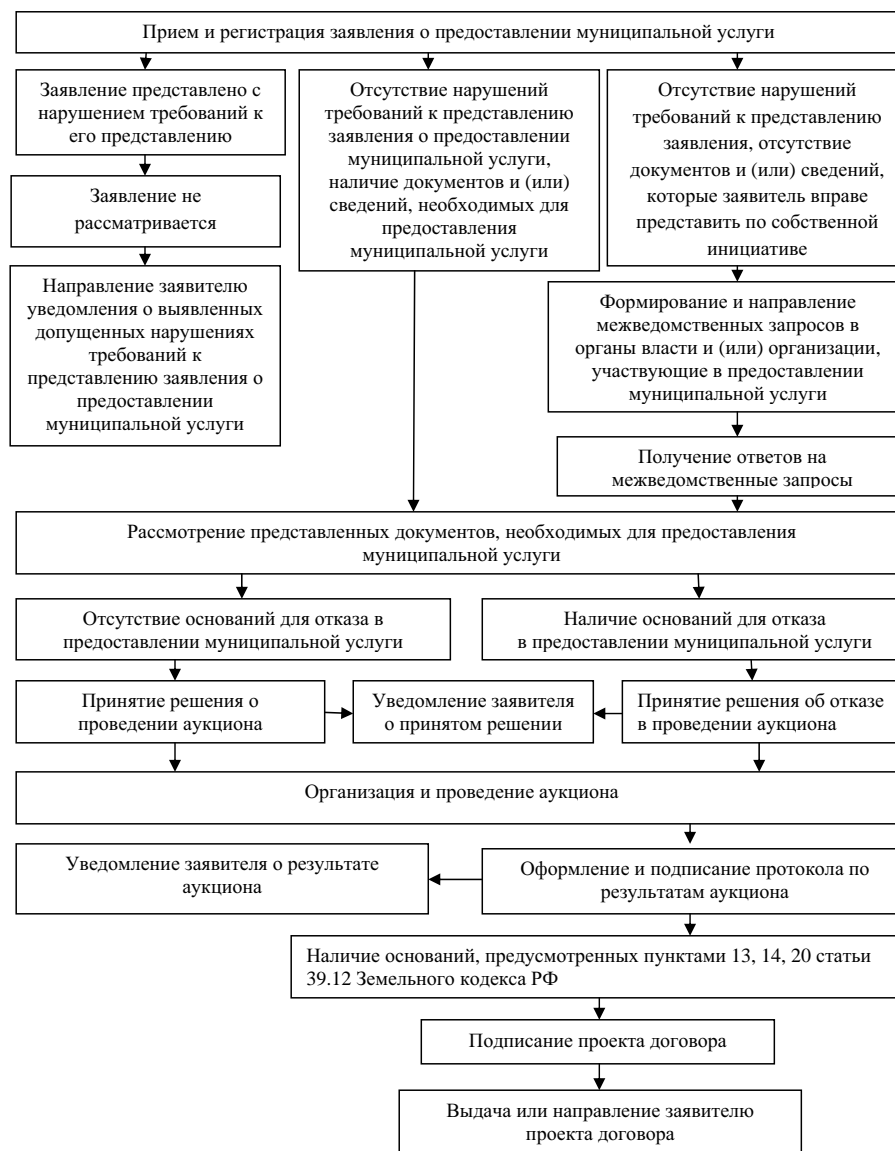 Прием и регистрация заявления о предоставлении муниципальной услуги
Заявление представлено с
нарушением требований к
его представлению
Отсутствие нарушений
требований к представлению
заявления о предоставлении
муниципальной услуги,
наличие документов и (или)
сведений, необходимых для
предоставления
муниципальной услуги
Отсутствие нарушений
требований к представлению
заявления, отсутствие
документов и (или) сведений,
которые заявитель вправе
представить по собственной
инициативе
Заявление не
рассматривается
Направление заявителю
уведомления о выявленных
допущенных нарушениях
требований к
представлению заявления о
предоставлении
муниципальной услуги
Формирование и направление
межведомственных запросов в
органы власти и (или) организации,
участвующие в предоставлении
муниципальной услуги
Получение ответов на
межведомственные запросы
Рассмотрение представленных документов, необходимых для предоставления
муниципальной услуги
Отсутствие оснований для отказа в
предоставлении муниципальной услуги
Наличие оснований для отказа
в предоставлении муниципальной услуги
Принятие решения о
проведении аукциона
Уведомление заявителя
о принятом решении
Принятие решения об отказе
в проведении аукциона
Организация и проведение аукциона
Уведомление заявителя о результате
аукциона
Оформление и подписание протокола по
результатам аукциона
Наличие оснований, предусмотренных пунктами 13, 14, 20 статьи
39.12 Земельного кодекса РФ
Подписание проекта договора
Выдача или направление заявителю
проекта договора